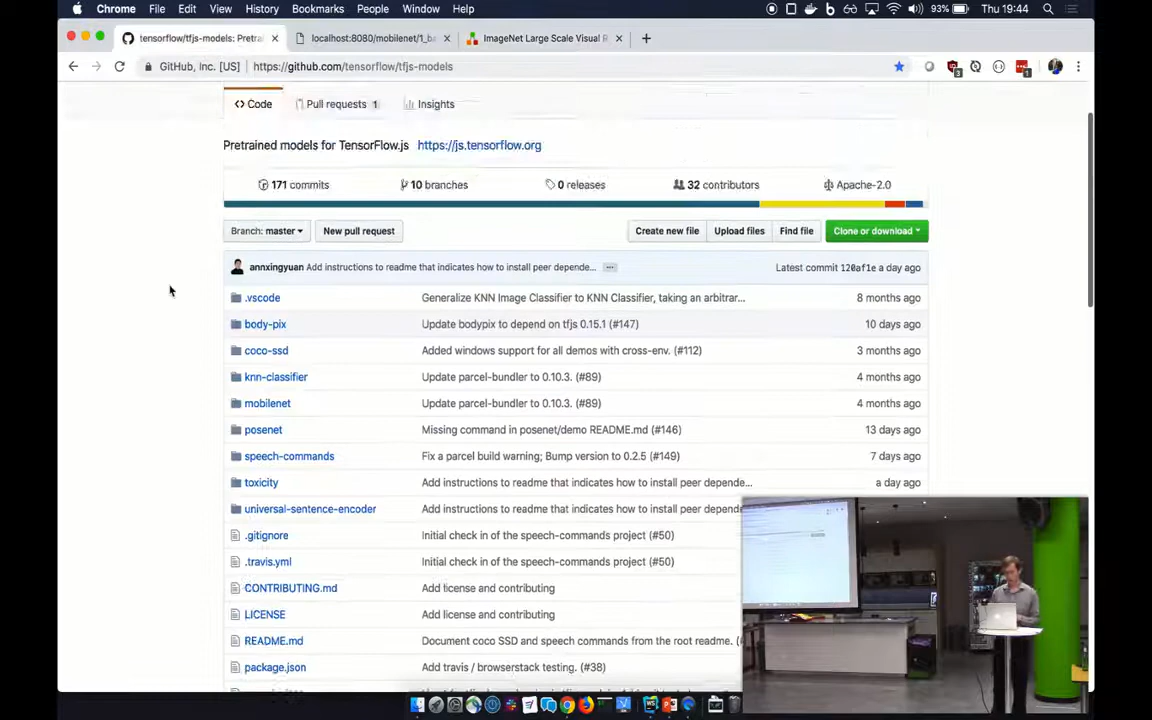 Chrome File Edit View History Bookmarks People Window Help 93% Thu 19:44
tensorflow/tfjs-models: Pretrai localhost:8080/mobilenet/1_ba ImageNet Large Scale Visual R
GitHub, Inc. [US] https://github.com/tensorflow/tfjs-models
Code Pull requests 1 Insights
Pretrained models for TensorFlow.js https://js.tensorflow.org
171 commits 10 branches 0 releases 32 contributors Apache-2.0
Branch: master New pull request Create new file Upload files Find file Clone or download
annxingyuan Add instructions to readme that indicates how to install peer depende... Latest commit 120af1e a day ago
.vscode Generalize KNN Image Classifier to KNN Classifier, taking an arbitrar... 8 months ago
body-pix Update bodypix to depend on tfjs 0.15.1 (#147) 10 days ago
coco-ssd Added windows support for all demos with cross-env. (#112) 3 months ago
knn-classifier Update parcel-bundler to 0.10.3. (#89) 4 months ago
mobilenet Update parcel-bundler to 0.10.3. (#89) 4 months ago
posenet Missing command in posenet/demo README.md (#146) 13 days ago
speech-commands Fix a parcel build warning; Bump version to 0.2.5 (#149) 7 days ago
toxicity Add instructions to readme that indicates how to install peer depende... a day ago
universal-sentence-encoder Add instructions to readme that indicates how to install peer depende
.gitignore Initial check in of the speech-commands project (#50)
.travis.yml Initial check in of the speech-commands project (#50)
CONTRIBUTING.md Add license and contributing
LICENSE Add license and contributing
README.md Document coco SSD and speech commands from the root readme. (
package.json Add travis / browserstack testing. (#38)